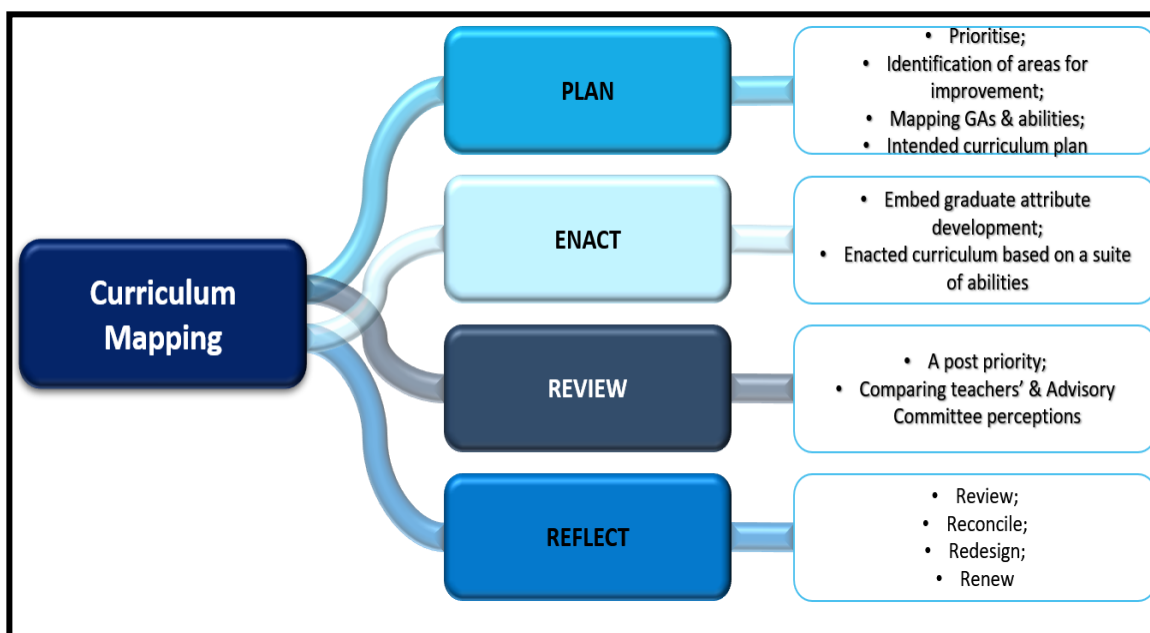 Curriculum
Mapping
PLAN
• Prioritise;
• Identification of areas for
improvement;
• Mapping GAs & abilities;
• Intended curriculum plan
ENACT
• Embed graduate attribute
development;
• Enacted curriculum based on a suite
of abilities
REVIEW
• A post priority;
• Comparing teachers’ & Advisory
Committee perceptions
REFLECT
• Review;
• Reconcile;
• Redesign;
• Renew